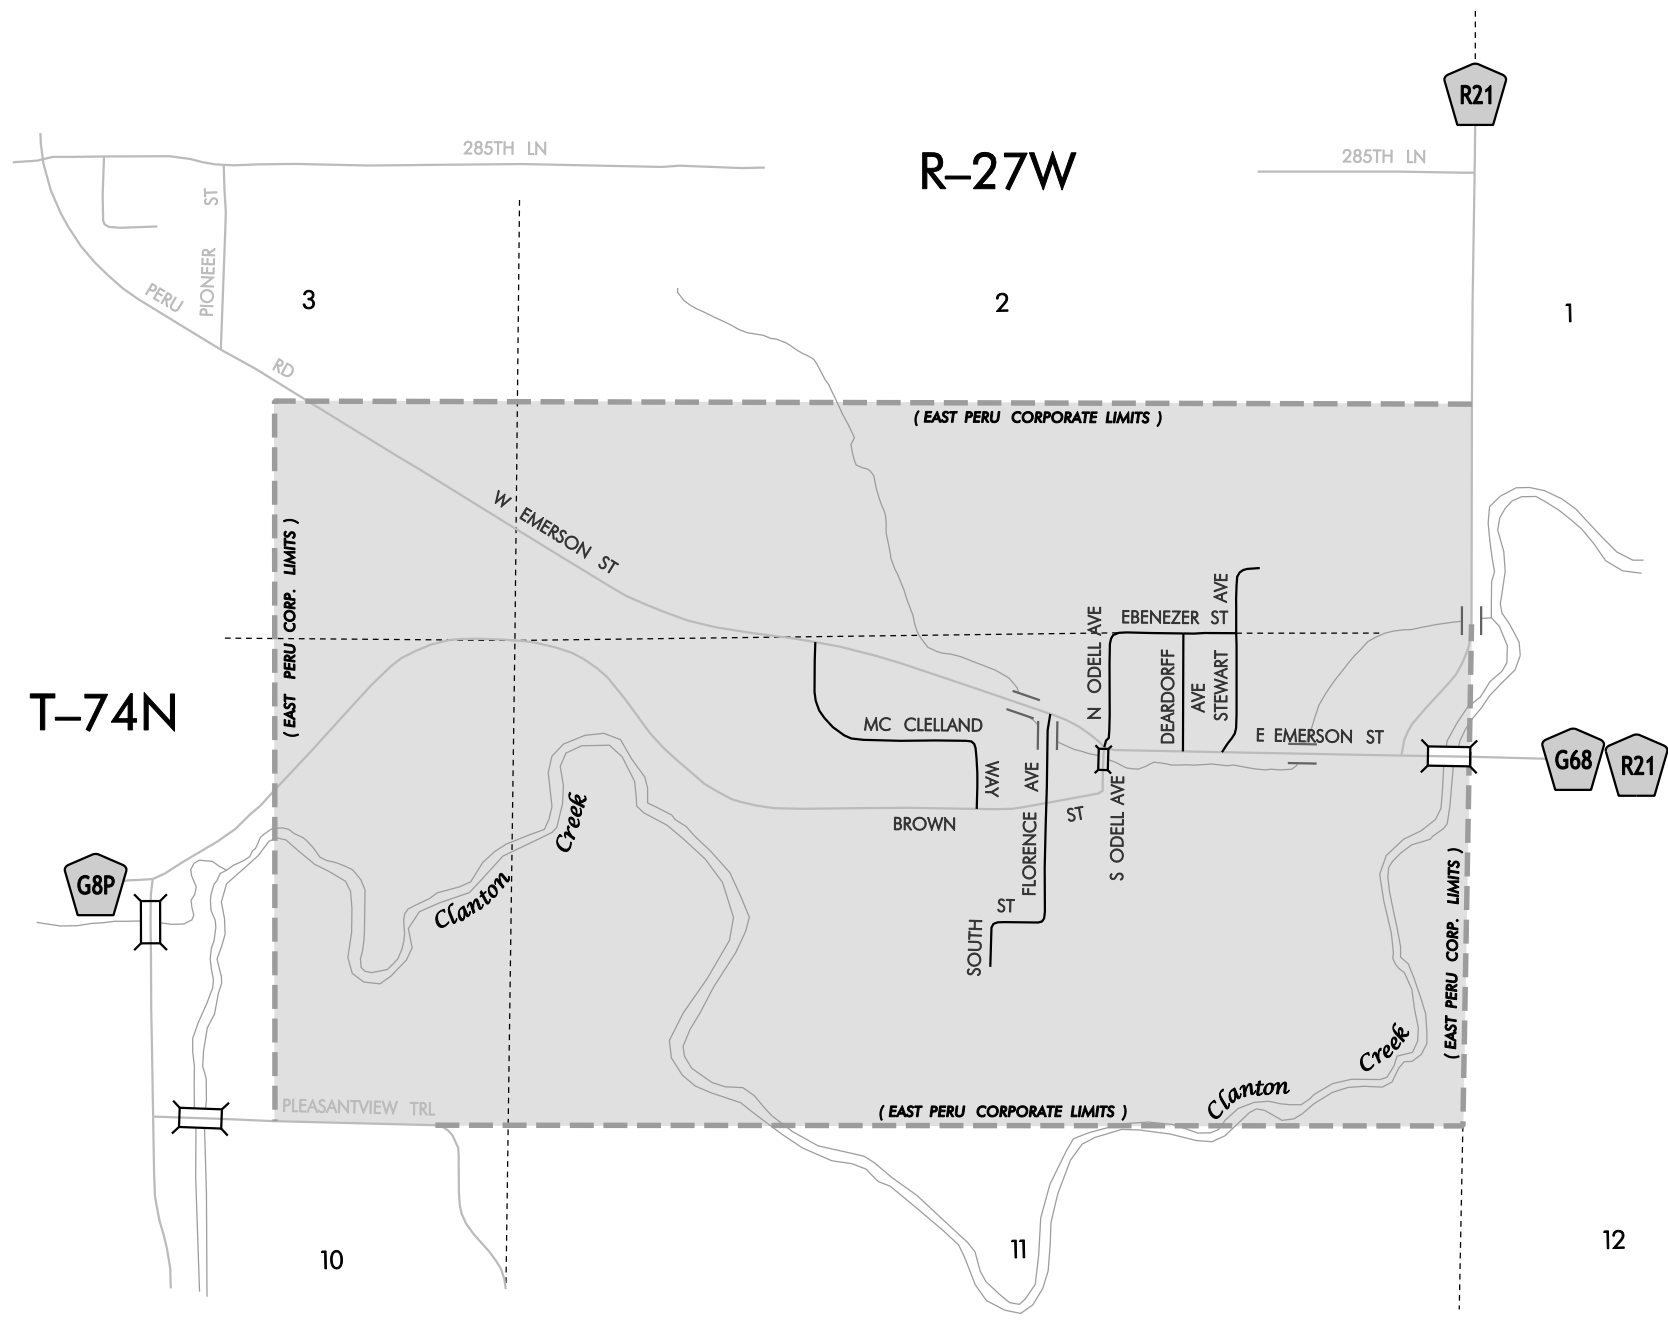 R21
285TH LN
R–27W
285TH LN
PIONEER ST
PERU RD
3
2
1
( EAST PERU CORPORATE LIMITS )
W EMERSON ST
( EAST PERU CORP. LIMITS )
N ODELL AVE
EBENEZER ST
STEWART AVE
DEARDORFF AVE
T–74N
MC CLELLAND WAY
E EMERSON ST
G68
R21
FLORENCE AVE
BROWN ST
S ODELL AVE
Clanton Creek
G8P
SOUTH ST
( EAST PERU CORP. LIMITS )
Clanton Creek
PLEASANTVIEW TRL
( EAST PERU CORPORATE LIMITS )
10
11
12